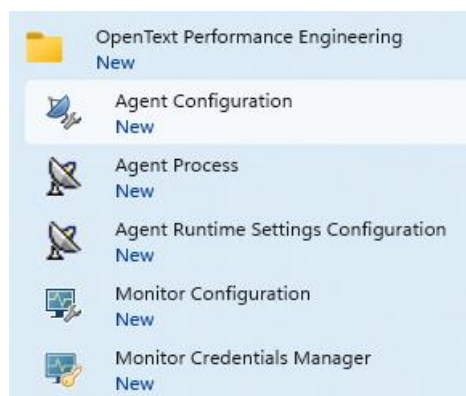 OpenText Performance Engineering
New
Agent Configuration
New
Agent Process
New
Agent Runtime Settings Configuration
New
Monitor Configuration
New
Monitor Credentials Manager
New